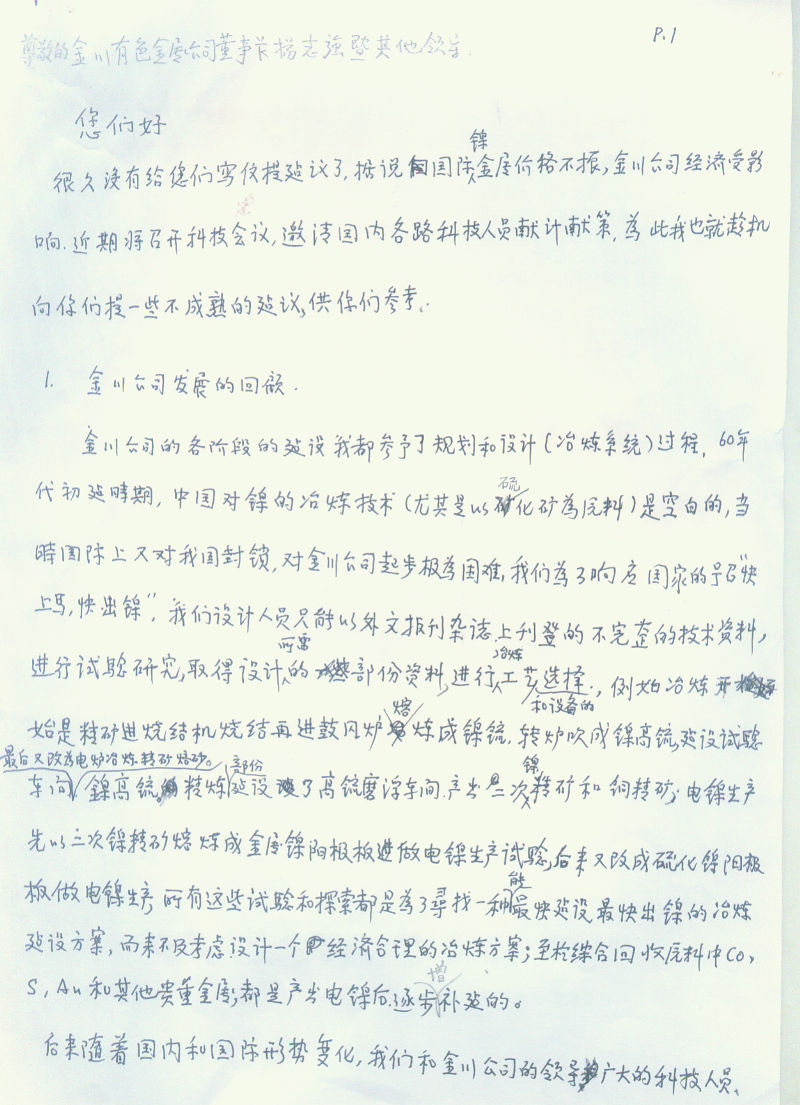 P.1
尊敬的金川有色金属公司董事长杨志强暨其他领导.
您们好
很久没有给您们写信提建议了,据说国际镍金属价格不振,金川公司经济受影
响.近期将召开科技会议,邀请国内各路科技人员献计献策,為此我也就趁机
向你们提一些不成熟的建议,供你们参考.
1. 金川公司发展的回顾.
金川公司的各阶段的建设我都参予了规划和设计(冶炼系统)过程, 60年
代初建時期, 中国对镍的冶炼技术(尤其是以硫化矿為原料)是空白的,当
時国际上又对我国封锁,对金川公司起步极為困难,我们為了响应国家的号召"快
上马,快出镍", 我们设计人员只能以外文报刊杂誌上刊登的不完整的技术资料,
进行试验研究,取得设计所需的部份资料,进行冶炼工艺和设备的选择.,例如冶炼开
始是精矿进烧结机烧结再进鼓风炉熔炼成镍锍.转炉吹成镍高锍,建设试験
最后又改為电炉冶炼精矿焙砂.
车间,镍高锍精炼部份建设了高锍磨浮车间.产出二次镍精矿和铜精矿;电镍生产
先以二次镍精矿熔炼成金属镍阳极板进做电镍生产试验,后来又改成硫化镍阳极
板做电镍生产,所有这些试验和探索都是為了尋找一种能最快建设最快出镍的冶炼
建设方案,而来不及考虑设计一个经济合理的冶炼方案;至於综合回收原料中Co,
S, Au和其他贵重金属,都是产出电镍后.逐步增补建的。
后来随着国内和国际形势变化,我们和金川公司的领导广大的科技人员、